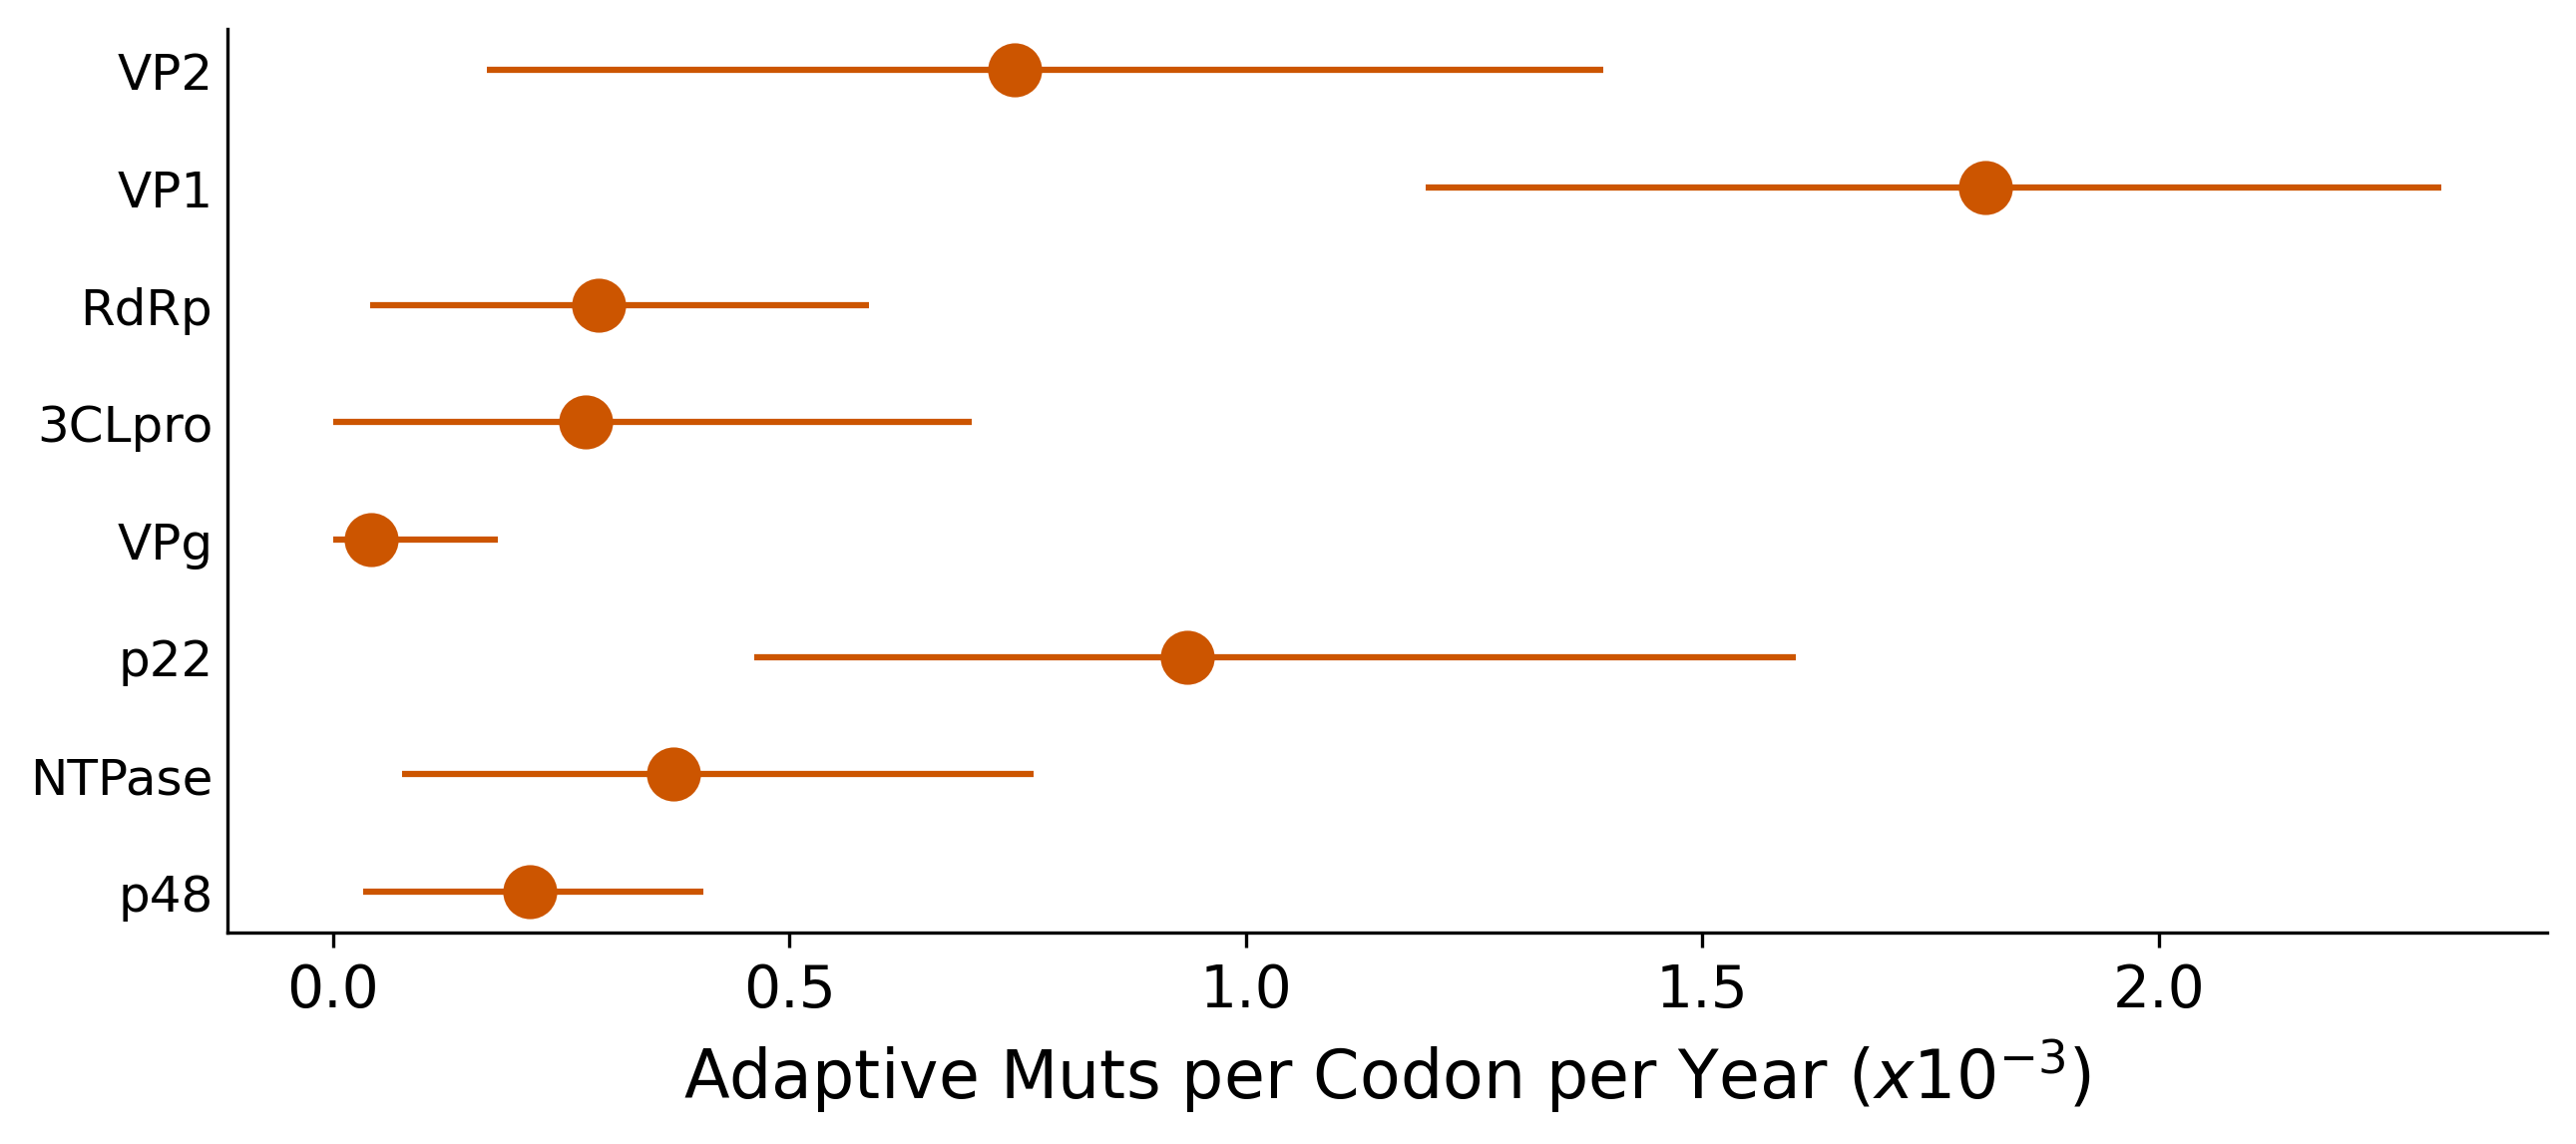 VP2
VP1
RdRp
3CLpro
VPg
p22
NTPase
p48
0.0 0.5 1.0 1.5 2.0
Adaptive Muts per Codon per Year (x10⁻³)